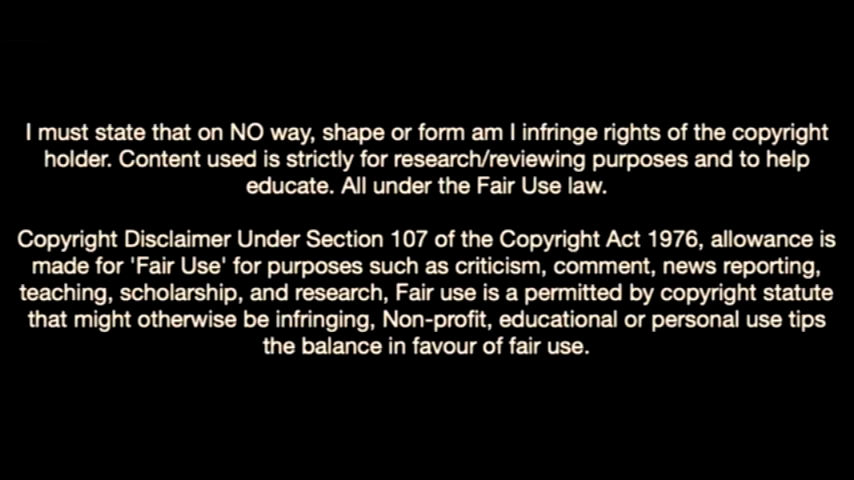 I must state that on NO way, shape or form am I infringe rights of the copyright
holder. Content used is strictly for research/reviewing purposes and to help
educate. All under the Fair Use law.
Copyright Disclaimer Under Section 107 of the Copyright Act 1976, allowance is
made for 'Fair Use' for purposes such as criticism, comment, news reporting,
teaching, scholarship, and research, Fair use is a permitted by copyright statute
that might otherwise be infringing, Non-profit, educational or personal use tips
the balance in favour of fair use.